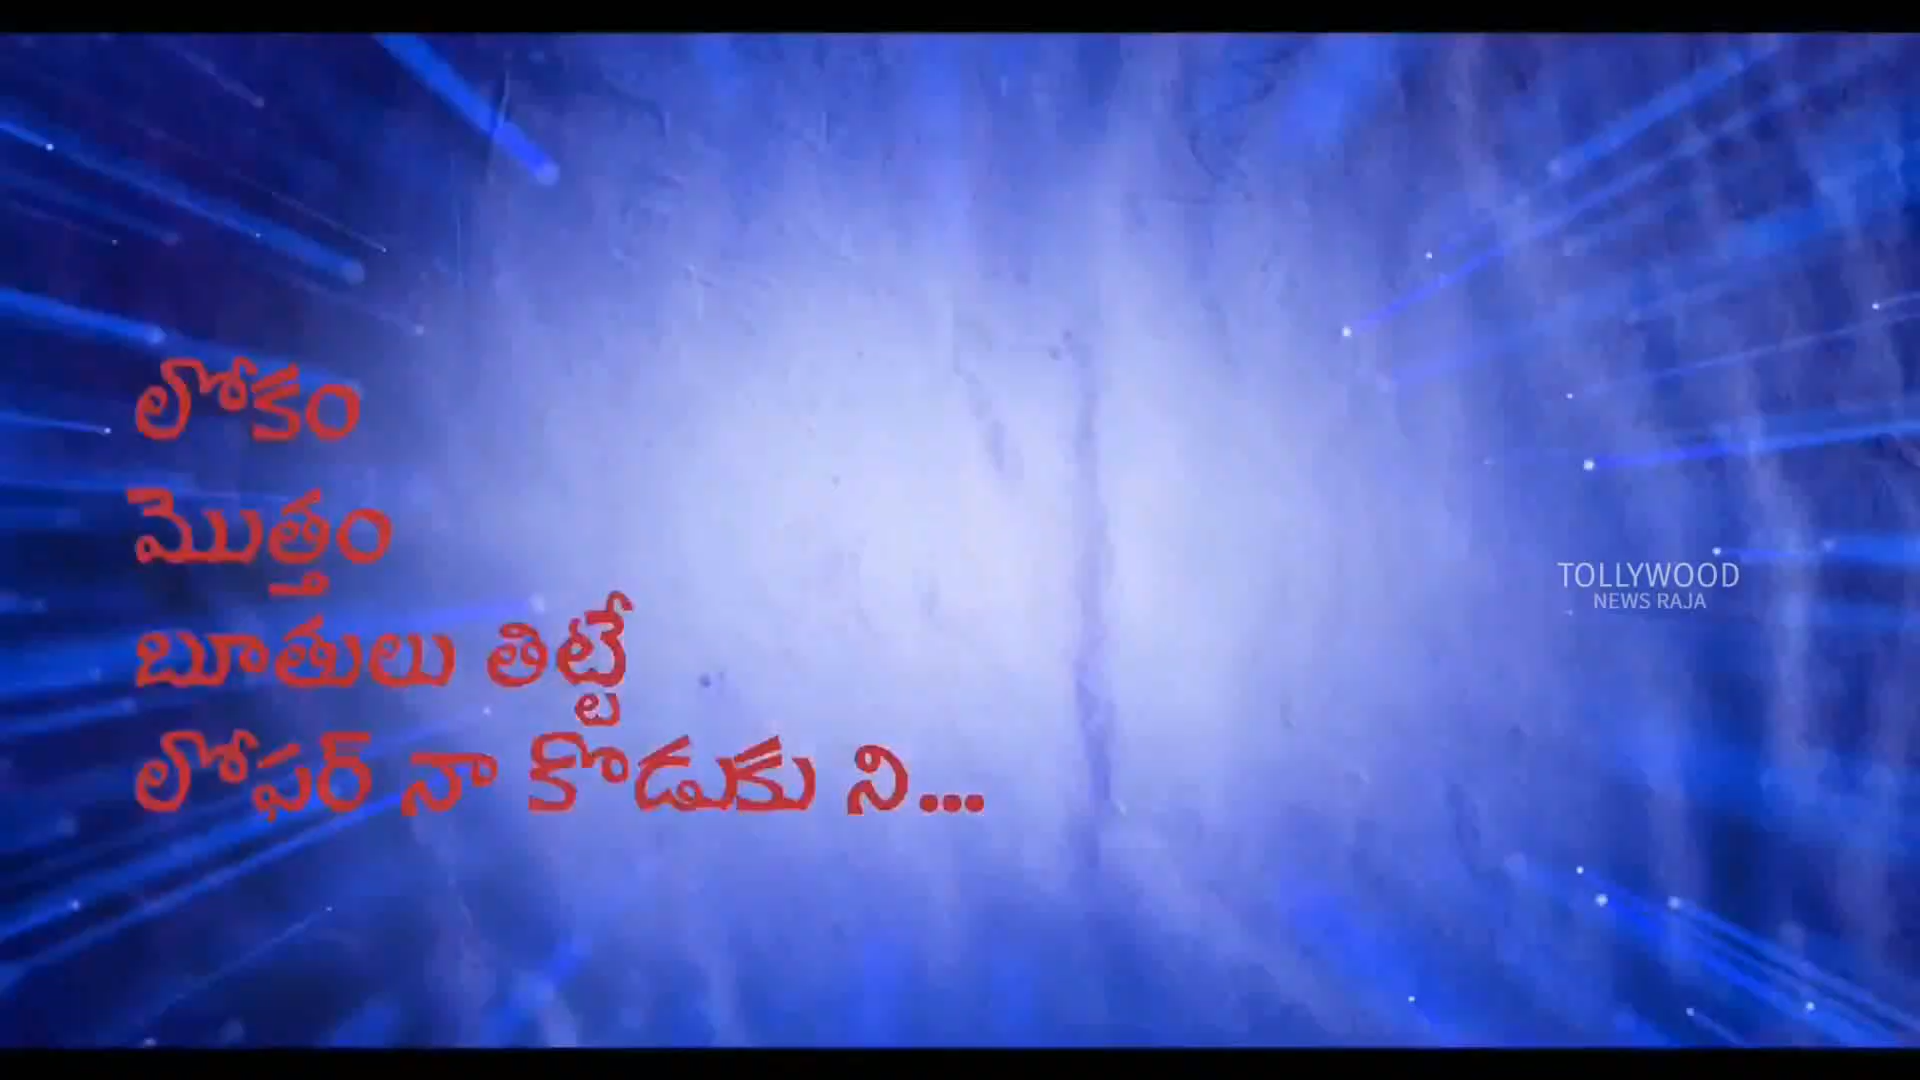 లోకం
మొత్తం
బూతులు తిట్టే
లోఫర్ నా కొడుకు ని...
TOLLYWOOD
NEWS RAJA